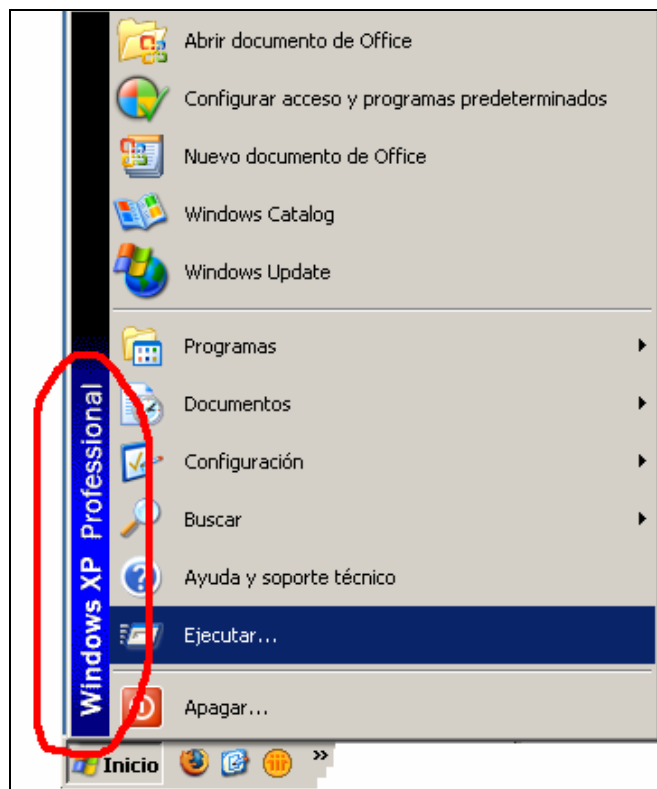 Abrir documento de Office
Configurar acceso y programas predeterminados
Nuevo documento de Office
Windows Catalog
Windows Update
Programas
Documentos
Configuración
Buscar
Ayuda y soporte técnico
Ejecutar...
Apagar...
Windows XP Professional
Inicio
»